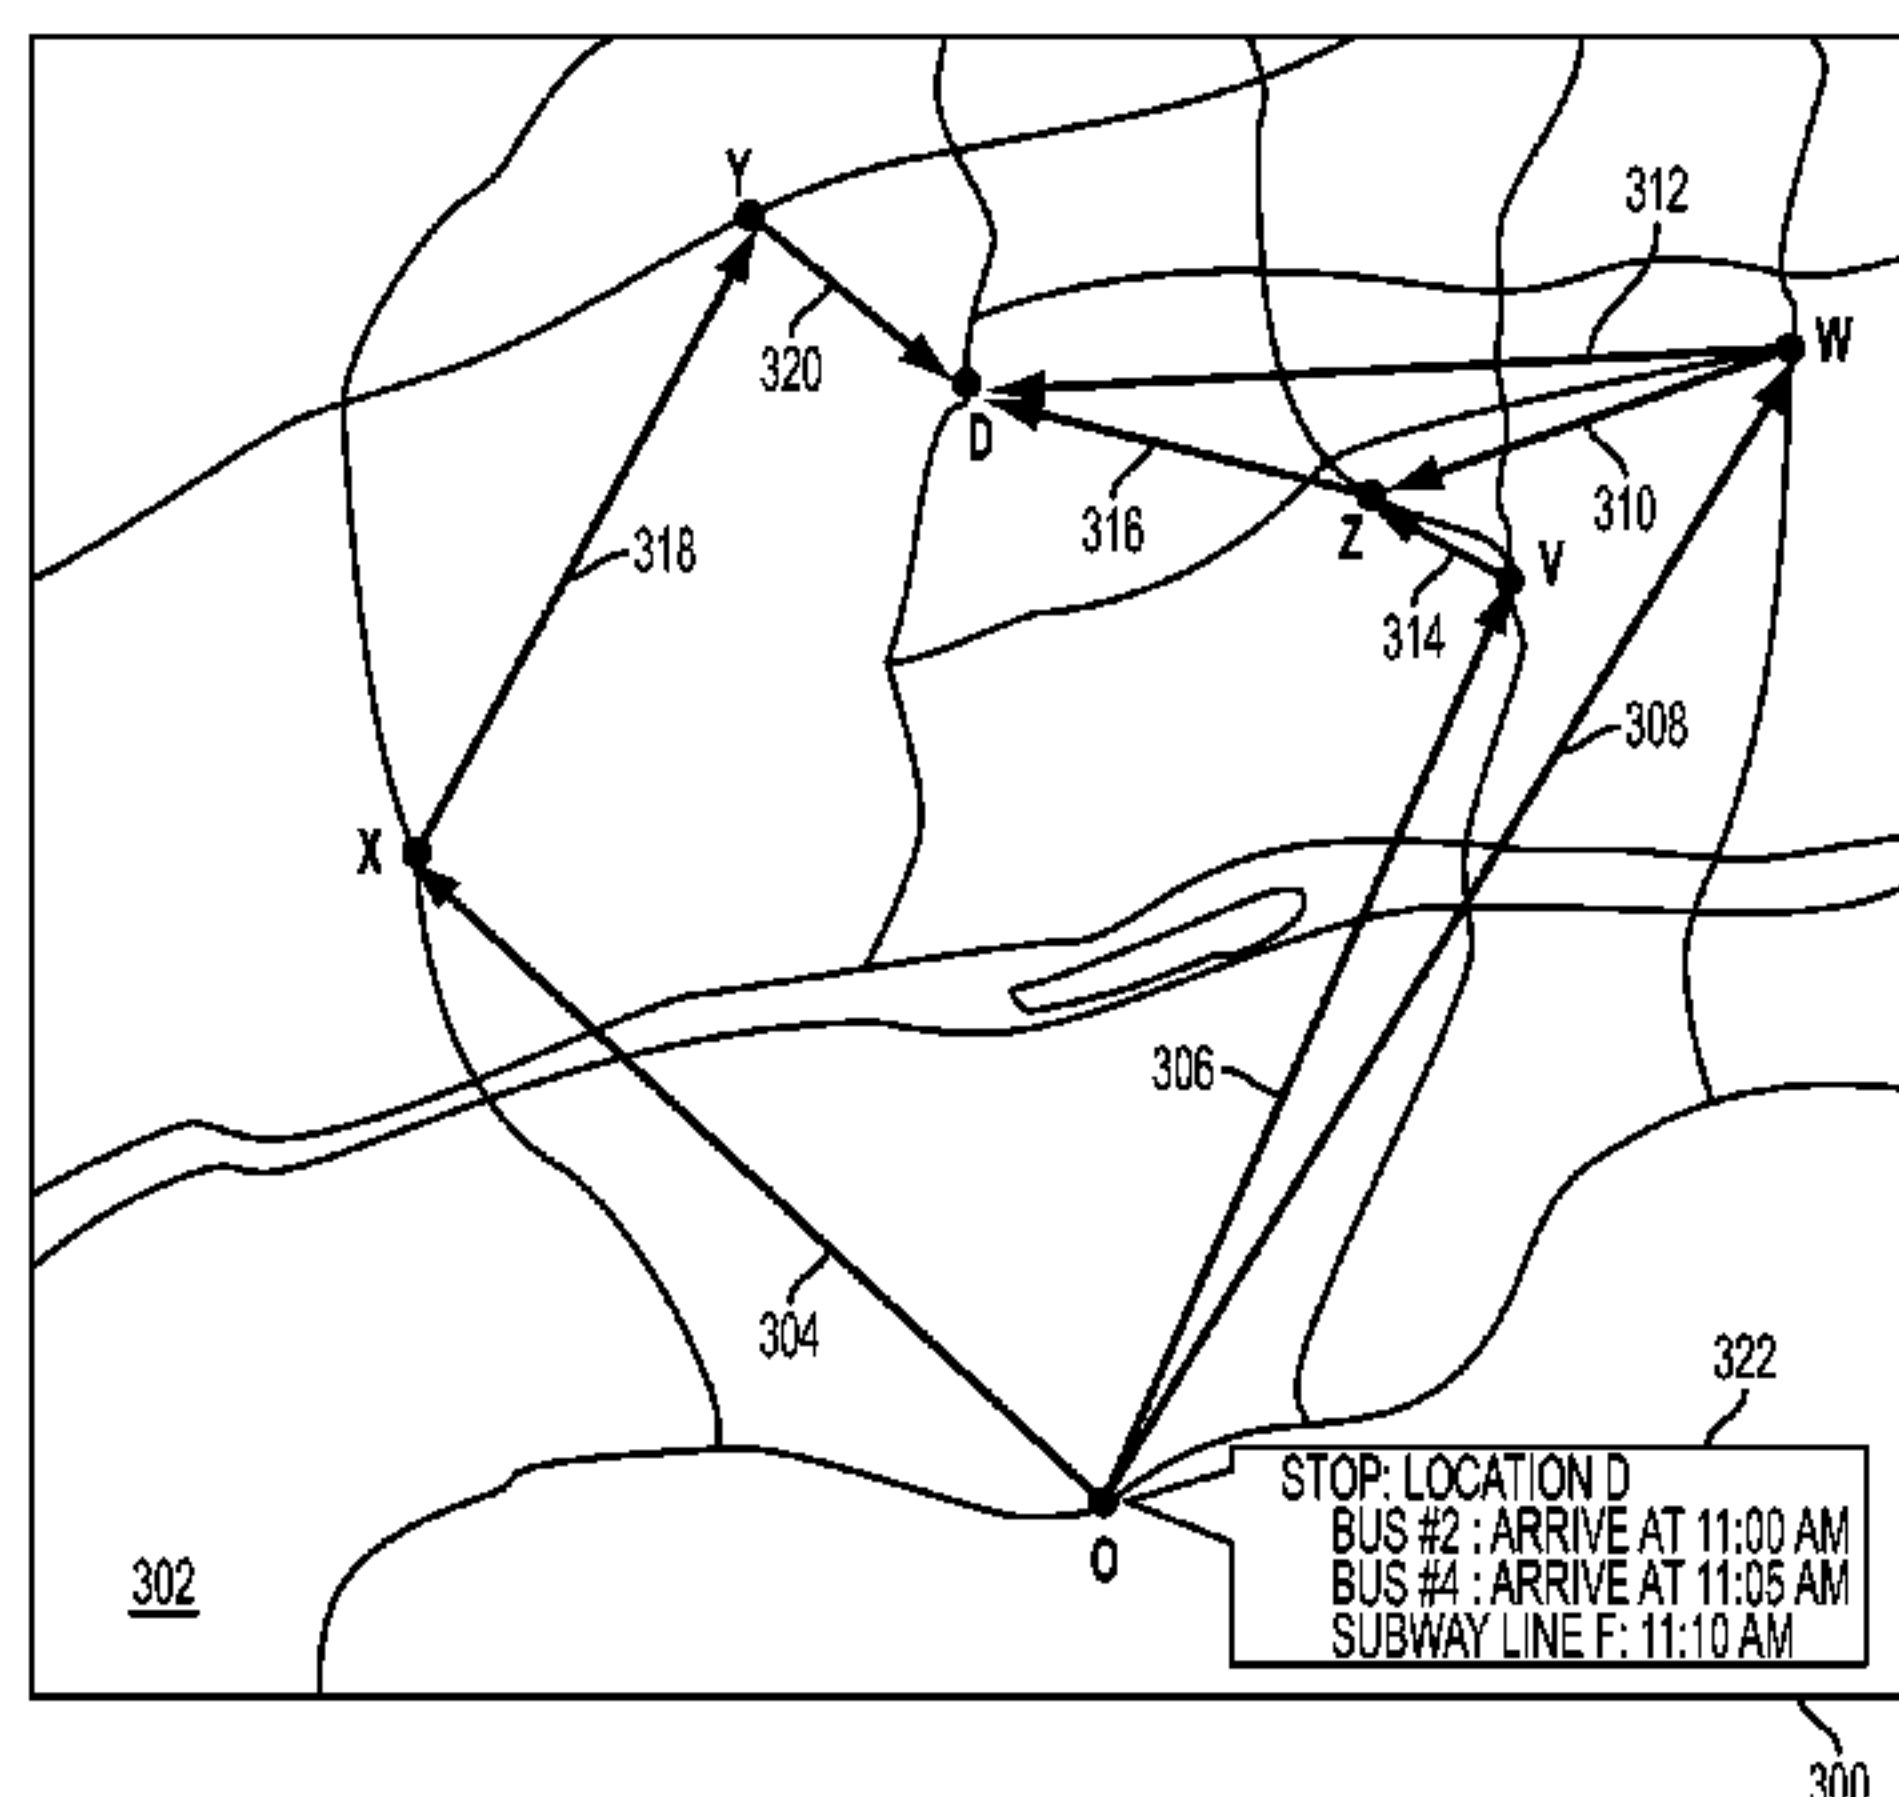 Y
312
320
W
D
316
Z
310
V
318
314
308
X
306
304
322
STOP: LOCATION D
BUS #2 : ARRIVE AT 11:00 AM
BUS #4 : ARRIVE AT 11:05 AM
SUBWAY LINE F: 11:10 AM
O
302
300